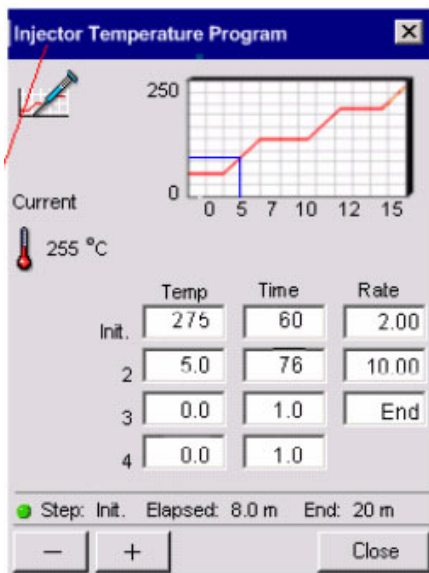 Injector Temperature Program
250
0
0 5 7 10 12 15
Current
255 °C
Temp Time Rate
Init. 275 60 2.00
2 5.0 76 10.00
3 0.0 1.0 End
4 0.0 1.0
Step: Init. Elapsed: 8.0 m End: 20 m
− + Close